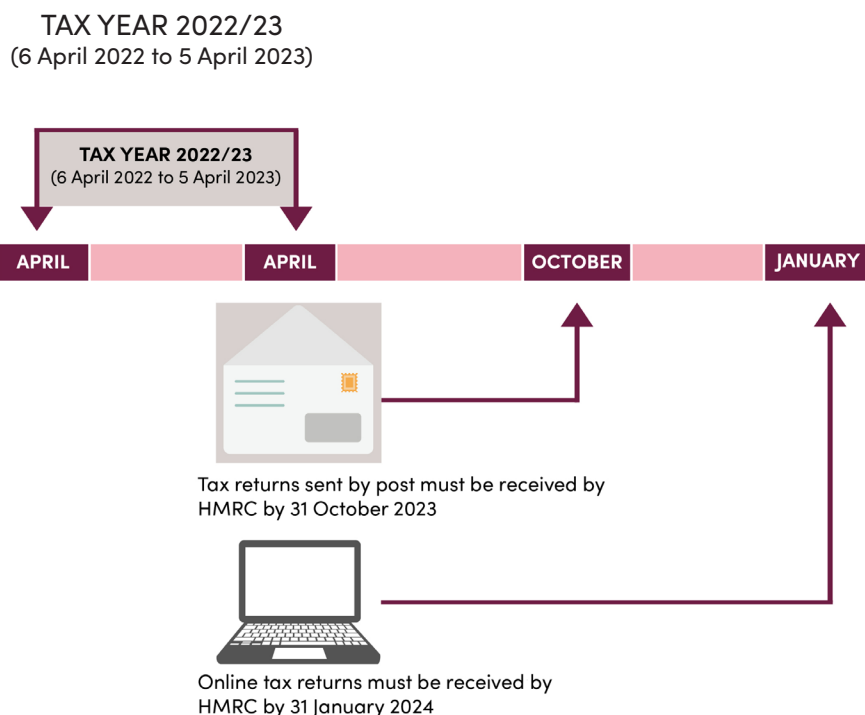 TAX YEAR 2022/23
(6 April 2022 to 5 April 2023)
TAX YEAR 2022/23
(6 April 2022 to 5 April 2023)
APRIL
APRIL
OCTOBER
JANUARY
Tax returns sent by post must be received by
HMRC by 31 October 2023
Online tax returns must be received by
HMRC by 31 January 2024